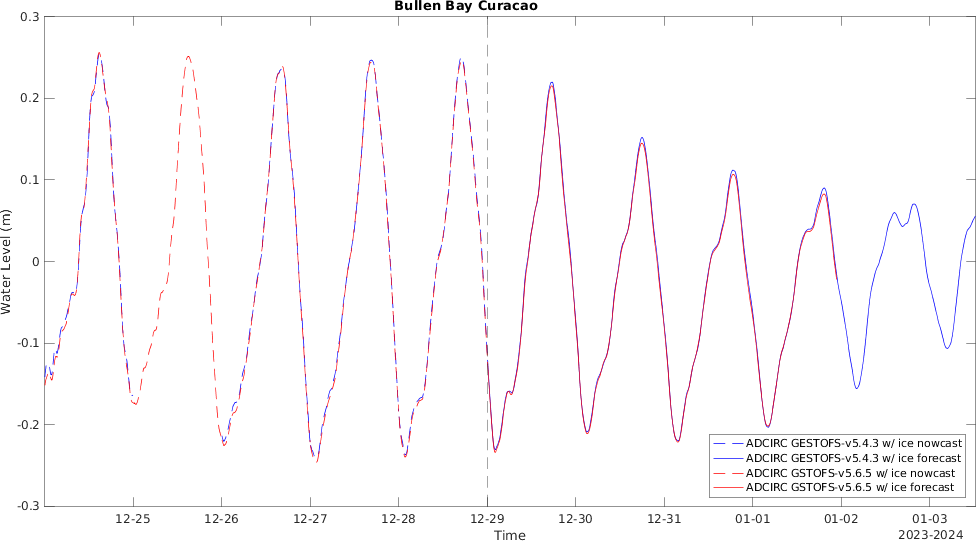 Bullen Bay Curacao
0.3
0.2
0.1
0
-0.1
-0.2
-0.3
Water Level (m)
ADCIRC GESTOFS-v5.4.3 w/ ice nowcast
ADCIRC GESTOFS-v5.4.3 w/ ice forecast
ADCIRC GSTOFS-v5.6.5 w/ ice nowcast
ADCIRC GSTOFS-v5.6.5 w/ ice forecast
12-25 12-26 12-27 12-28 12-29 12-30 12-31 01-01 01-02 01-03
Time
2023-2024